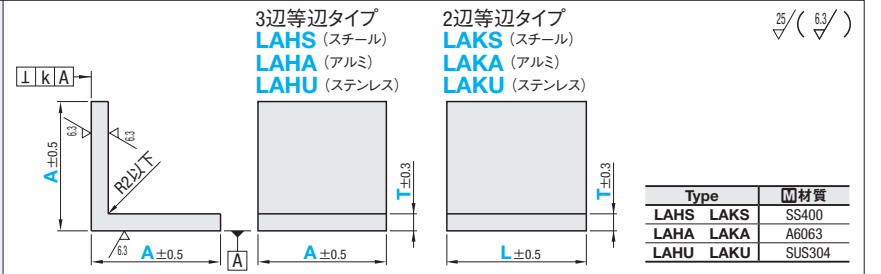 3辺等辺タイプ
LAHS (スチール)
LAHA (アルミ)
LAHU (ステンレス)
2辺等辺タイプ
LAKS (スチール)
LAKA (アルミ)
LAKU (ステンレス)
25 ( 6.3 )
⊥ k A
6.3
6.3
A±0.5
R2以下
6.3
A±0.5
A
T±0.3
A±0.5
T±0.3
L±0.5
Type M材質
LAHS LAKS SS400
LAHA LAKA A6063
LAHU LAKU SUS304